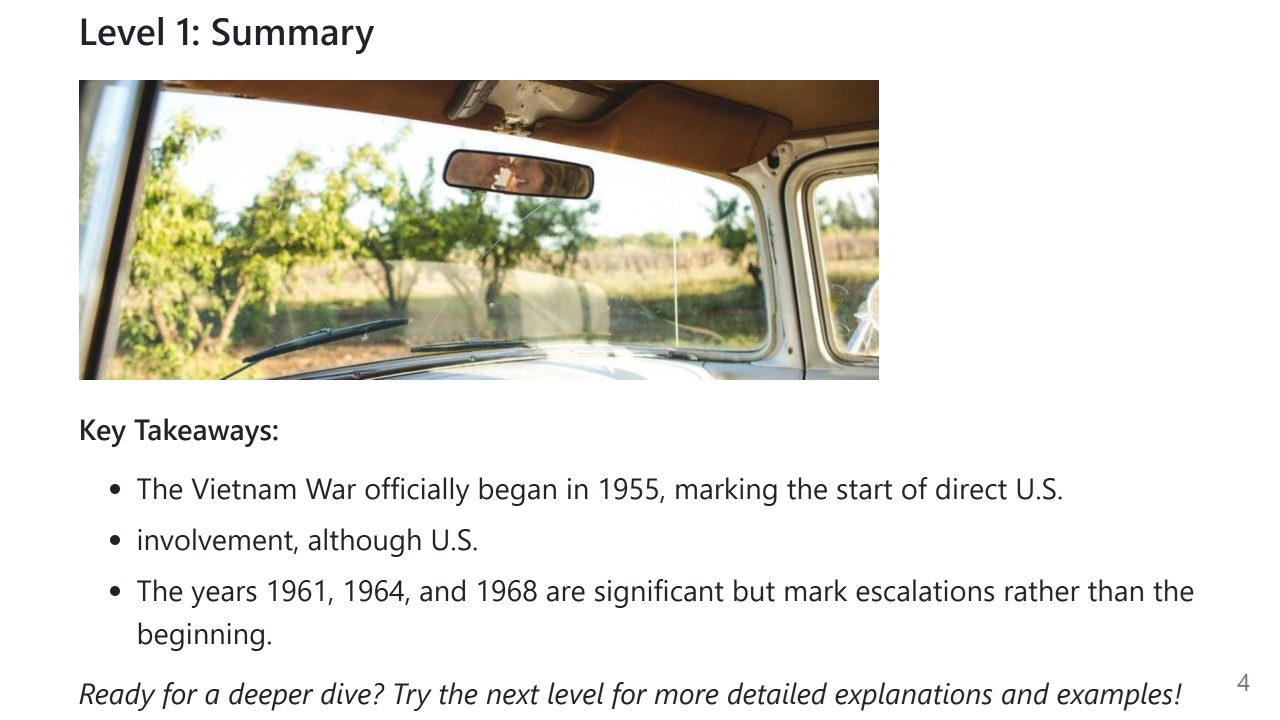 Level 1: Summary
Key Takeaways:
• The Vietnam War officially began in 1955, marking the start of direct U.S.
• involvement, although U.S.
• The years 1961, 1964, and 1968 are significant but mark escalations rather than the
beginning.
Ready for a deeper dive? Try the next level for more detailed explanations and examples!
4